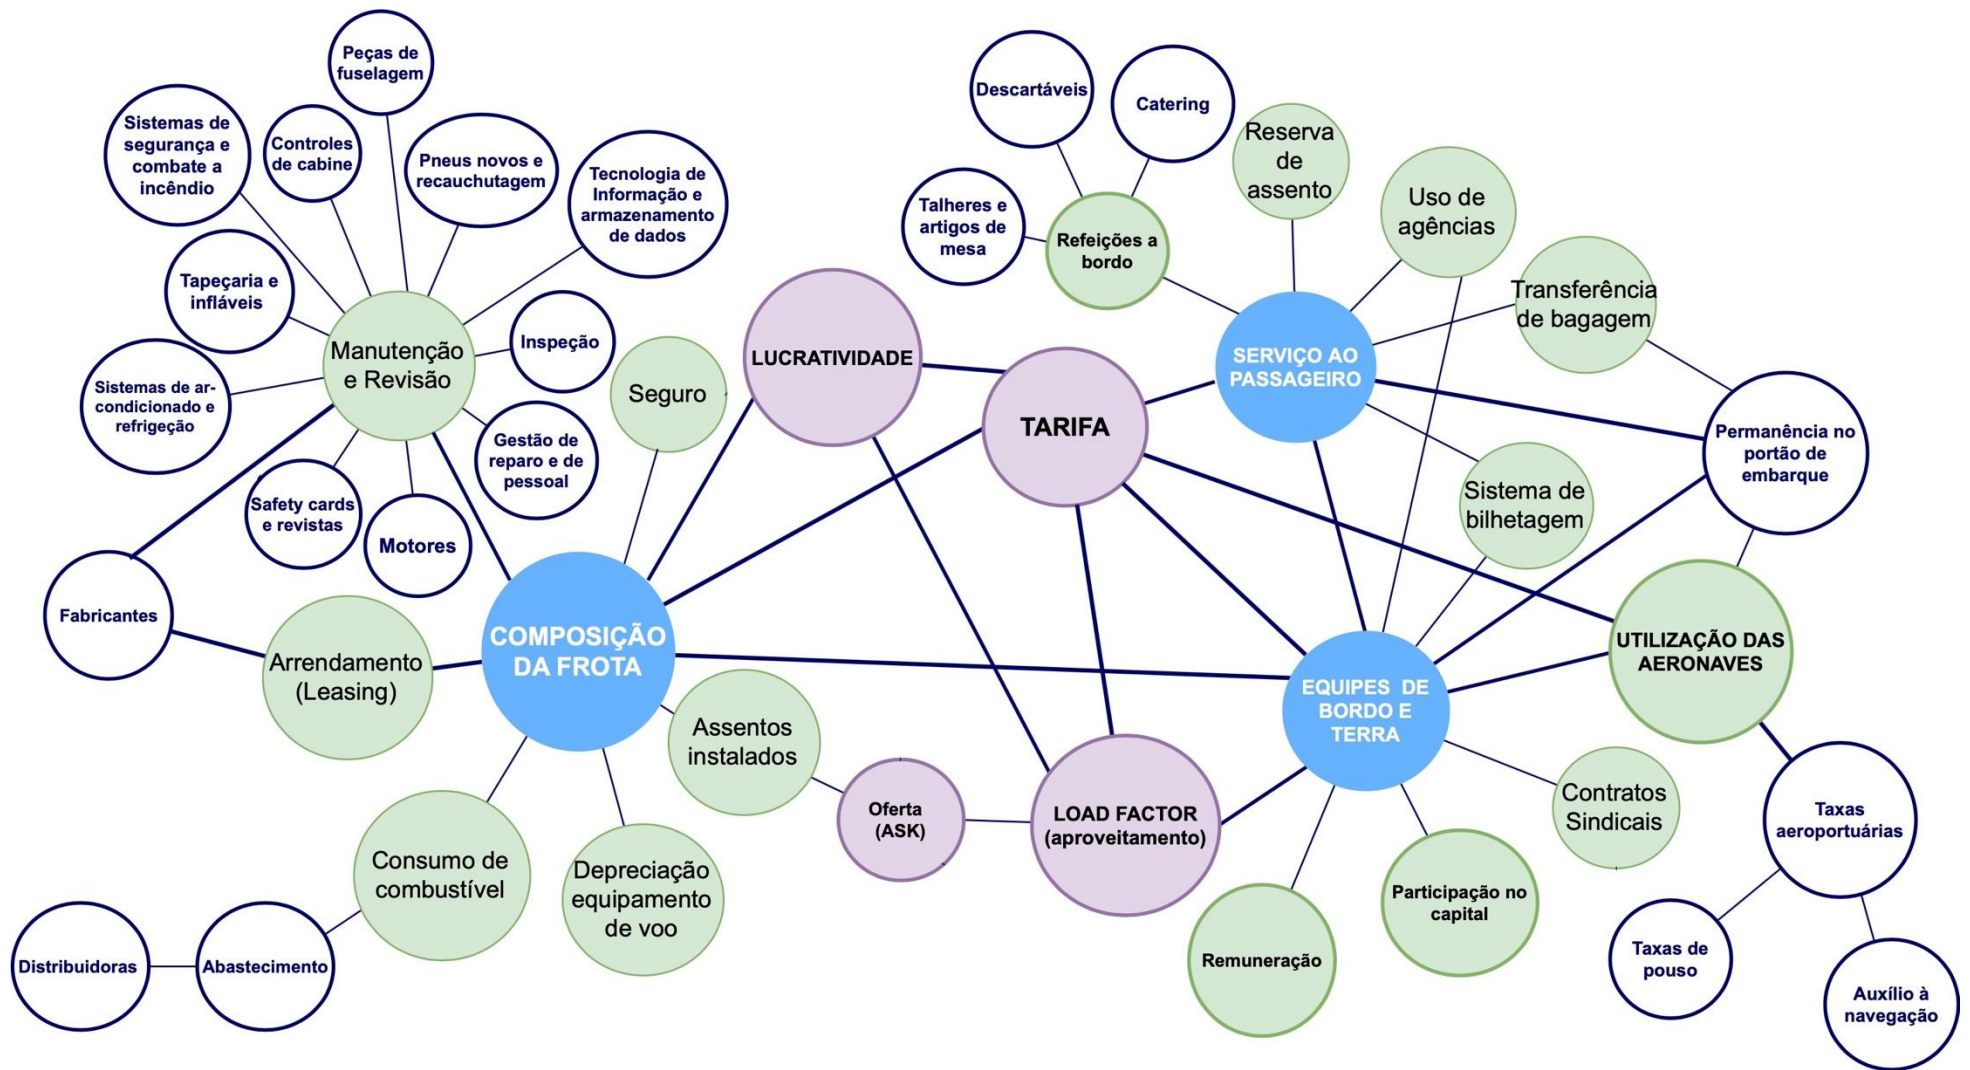 Peças de
fuselagem
Sistemas de
segurança e
combate a
incêndio
Controles
de cabine
Pneus novos e
recauchutagem
Tecnologia de
Informação e
armazenamento
de dados
Tapeçaria e
infláveis
Manutenção
e Revisão
Inspeção
Sistemas de ar-
condicionado e
refrigeção
Gestão de
reparo e de
pessoal
Safety cards
e revistas
Motores
Seguro
Fabricantes
Arrendamento
(Leasing)
COMPOSIÇÃO
DA FROTA
Assentos
instalados
Consumo de
combustível
Depreciação
equipamento
de voo
Distribuidoras
Abastecimento
LUCRATIVIDADE
TARIFA
Oferta
(ASK)
LOAD FACTOR
(aproveitamento)
Descartáveis
Catering
Talheres e
artigos de
mesa
Refeições a
bordo
Reserva
de
assento
Uso de
agências
Transferência
de bagagem
SERVIÇO AO
PASSAGEIRO
Permanência no
portão de
embarque
Sistema de
bilhetagem
UTILIZAÇÃO DAS
AERONAVES
EQUIPES DE
BORDO E
TERRA
Contratos
Sindicais
Participação no
capital
Remuneração
Taxas
aeroportuárias
Taxas de
pouso
Auxílio à
navegação